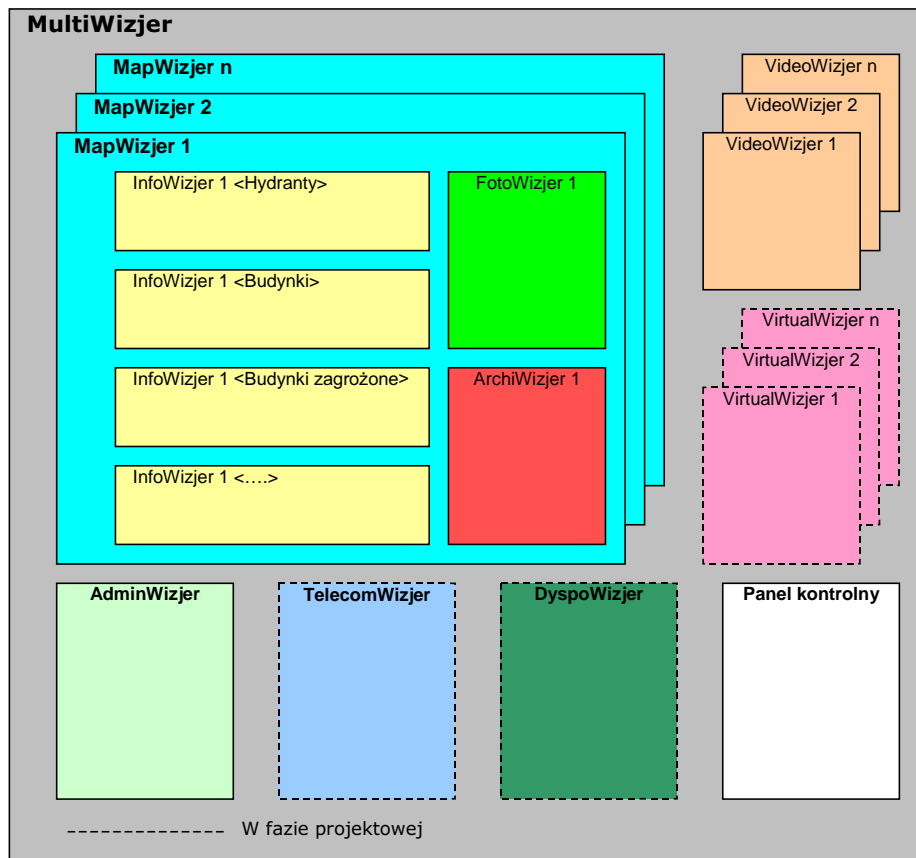 MultiWizjer
MapWizjer n
MapWizjer 2
MapWizjer 1
InfoWizjer 1 <Hydranty>
InfoWizjer 1 <Budynki>
InfoWizjer 1 <Budynki zagrożone>
InfoWizjer 1 <….>
FotoWizjer 1
ArchiWizjer 1
VideoWizjer n
VideoWizjer 2
VideoWizjer 1
VirtualWizjer n
VirtualWizjer 2
VirtualWizjer 1
AdminWizjer
TelecomWizjer
DyspoWizjer
Panel kontrolny
W fazie projektowej